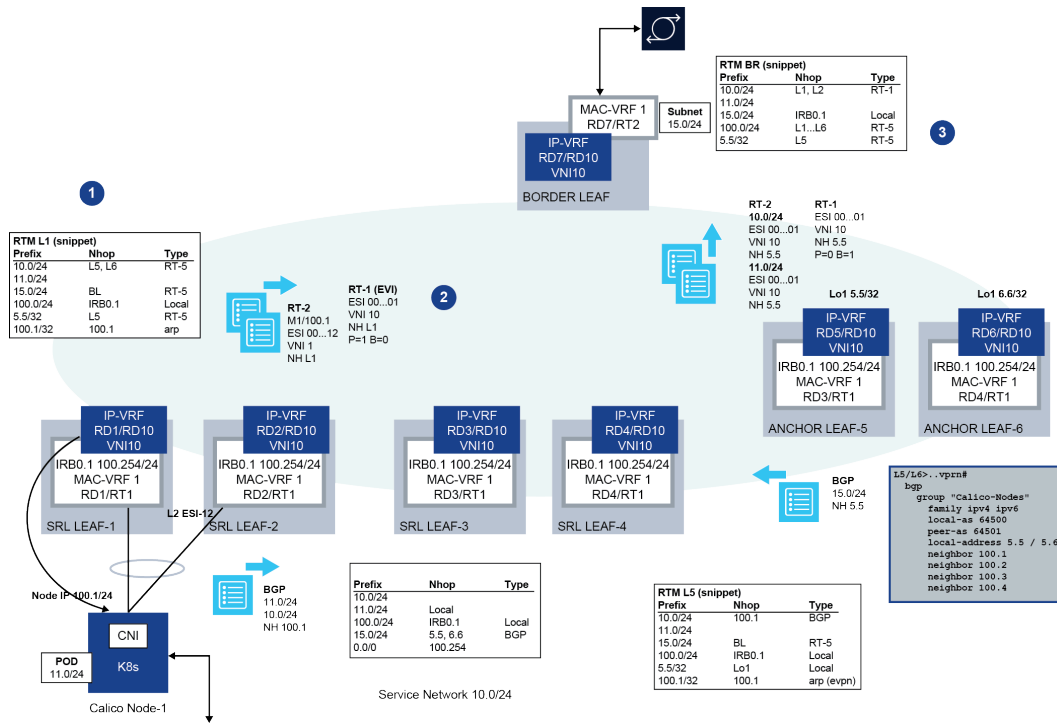 RTM BR (snippet)
Prefix Nhop Type
10.0/24 L1, L2 RT-1
11.0/24
15.0/24 IRB0.1 Local
100.0/24 L1...L6 RT-5
5.5/32 L5 RT-5
3
MAC-VRF 1
RD7/RT2
Subnet
15.0/24
IP-VRF
RD7/RD10
VNI10
BORDER LEAF
1
RTM L1 (snippet)
Prefix Nhop Type
10.0/24 L5, L6 RT-5
11.0/24
15.0/24 BL RT-5
100.0/24 IRB0.1 Local
5.5/32 L5 RT-5
100.1/32 100.1 arp
RT-2
M1/100.1
ESI 00...12
VNI 1
NH L1
RT-1 (EVI)
ESI 00...01
VNI 10
NH L1
P=1 B=0
2
RT-2
10.0/24
ESI 00...01
VNI 10
NH 5.5
11.0/24
ESI 00...01
VNI 10
NH 5.5
RT-1
ESI 00...01
VNI 10
NH 5.5
P=0 B=1
Lo1 5.5/32
IP-VRF
RD5/RD10
VNI10
IRB0.1 100.254/24
MAC-VRF 1
RD3/RT1
ANCHOR LEAF-5
Lo1 6.6/32
IP-VRF
RD6/RD10
VNI10
IRB0.1 100.254/24
MAC-VRF 1
RD4/RT1
ANCHOR LEAF-6
IP-VRF
RD1/RD10
VNI10
IRB0.1 100.254/24
MAC-VRF 1
RD1/RT1
SRL LEAF-1
IP-VRF
RD2/RD10
VNI10
IRB0.1 100.254/24
MAC-VRF 1
RD2/RT1
SRL LEAF-2
L2 ESI-12
IP-VRF
RD3/RD10
VNI10
IRB0.1 100.254/24
MAC-VRF 1
RD3/RT1
SRL LEAF-3
IP-VRF
RD4/RD10
VNI10
IRB0.1 100.254/24
MAC-VRF 1
RD4/RT1
SRL LEAF-4
BGP
15.0/24
NH 5.5
L5/L6>..vprn#
bgp
group "Calico-Nodes"
family ipv4 ipv6
local-as 64500
peer-as 64501
local-address 5.5 / 5.6
neighbor 100.1
neighbor 100.2
neighbor 100.3
neighbor 100.4
Node IP 100.1/24
CNI
K8s
POD
11.0/24
Calico Node-1
BGP
11.0/24
10.0/24
NH 100.1
Prefix Nhop Type
10.0/24
11.0/24 Local
100.0/24 IRB0.1 Local
15.0/24 5.5, 6.6 BGP
0.0/0 100.254
Service Network 10.0/24
RTM L5 (snippet)
Prefix Nhop Type
10.0/24 100.1 BGP
11.0/24
15.0/24 BL RT-5
100.0/24 IRB0.1 Local
5.5/32 Lo1 Local
100.1/32 100.1 arp (evpn)